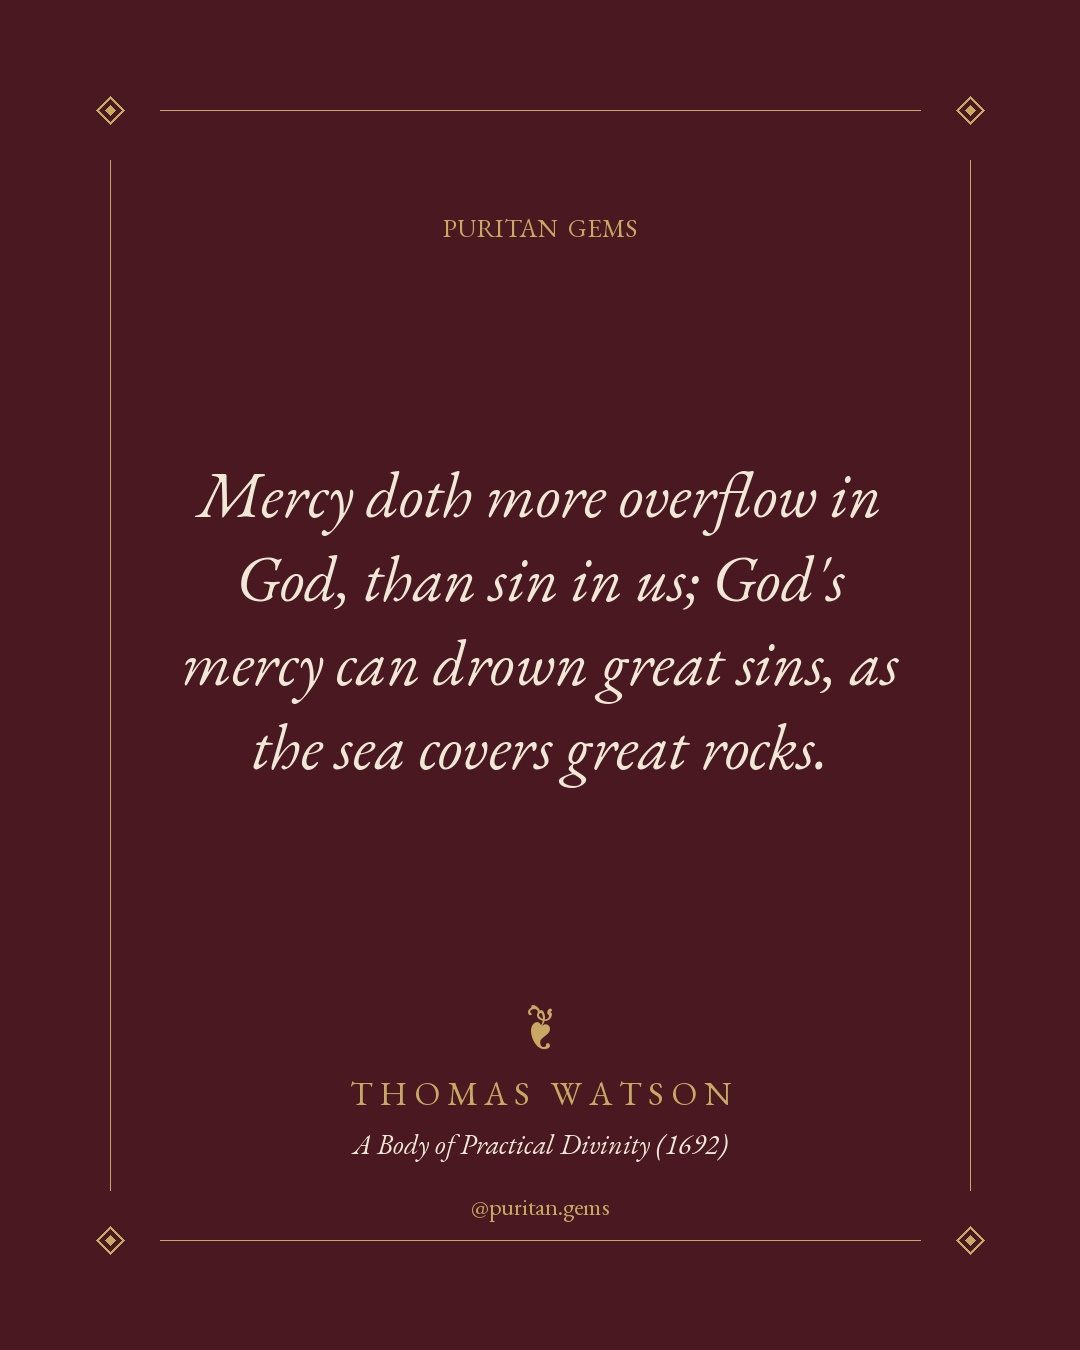 PURITAN GEMS
Mercy doth more overflow in
God, than sin in us; God's
mercy can drown great sins, as
the sea covers great rocks.
THOMAS WATSON
A Body of Practical Divinity (1692)
@puritan.gems